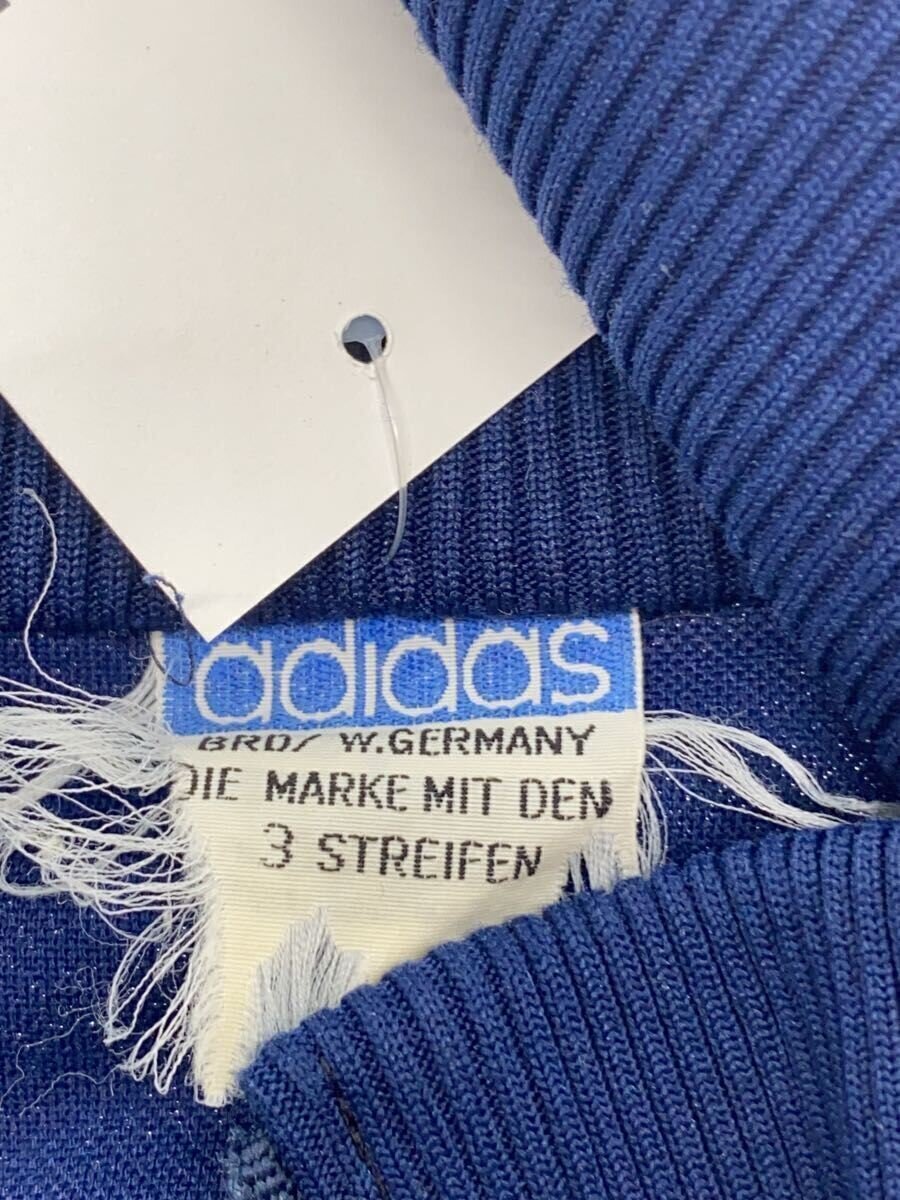 adidas
BRD/ W.GERMANY
DIE MARKE MIT DEN
3 STREIFEN